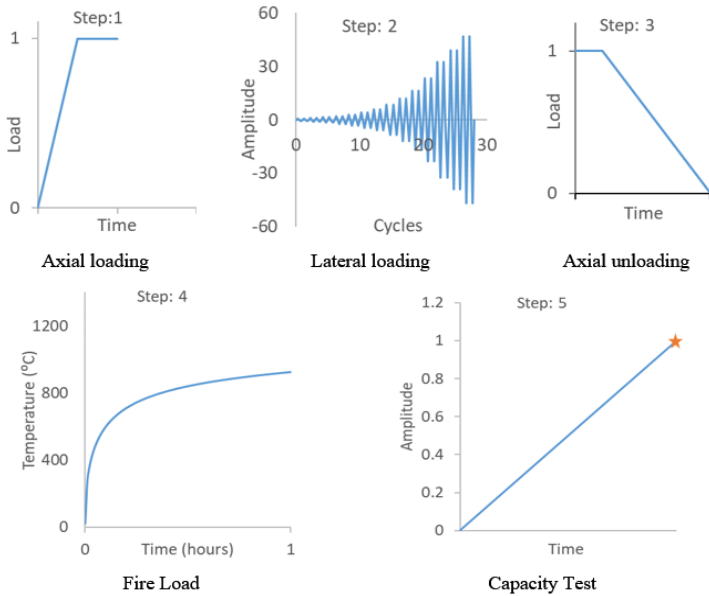 Step:1
1
0
Load
Time
Axial loading
Step: 2
60
30
0
-30
-60
Amplitude
0 10 20 30
Cycles
Lateral loading
Step: 3
1
0
Load
Time
Axial unloading
Step: 4
1200
800
400
0
Temperature (⁰C)
0 1
Time (hours)
Fire Load
Step: 5
1.2
1
0.8
0.6
0.4
0.2
0
Amplitude
Time
Capacity Test